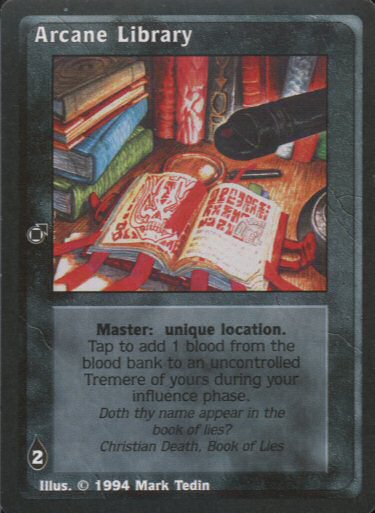 Arcane Library
Master: unique location.
Tap to add 1 blood from the
blood bank to an uncontrolled
Tremere of yours during your
influence phase.
Doth thy name appear in the
book of lies?
Christian Death, Book of Lies
2
Illus. © 1994 Mark Tedin